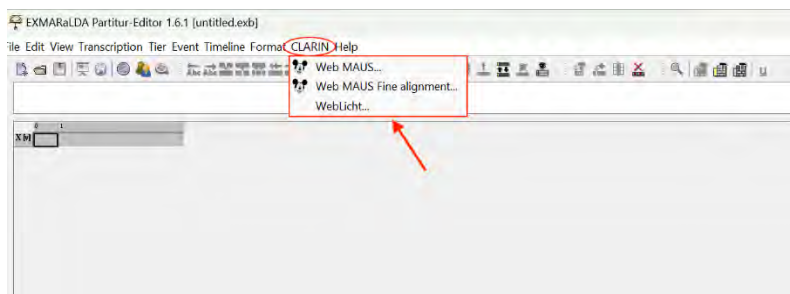 EXMARaLDA Partitur-Editor 1.6.1 [untitled.exb]
ile Edit View Transcription Tier Event Timeline Format CLARIN Help
Web MAUS...
Web MAUS Fine alignment...
WebLicht...
0 1
X [v]